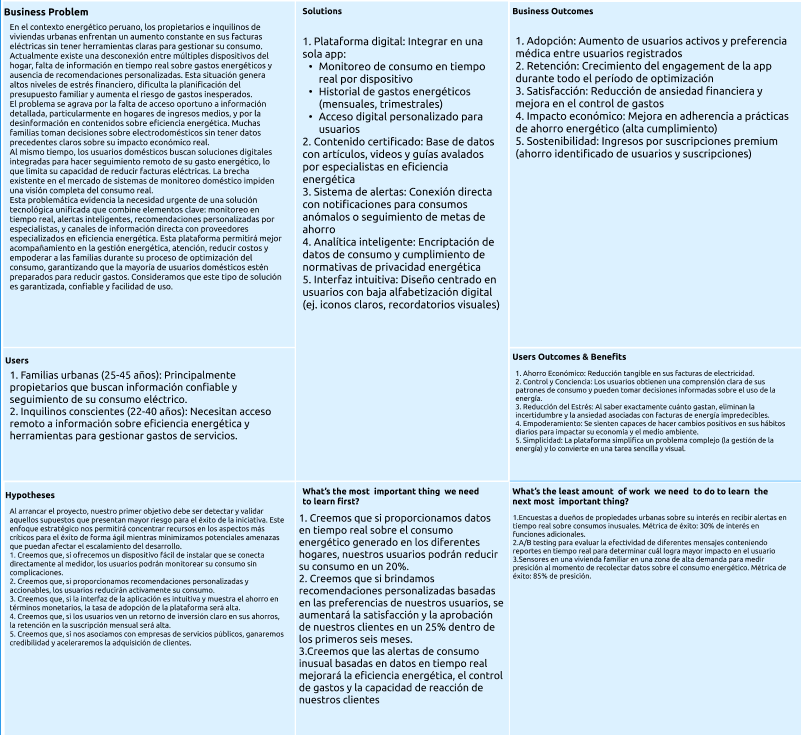 Business Problem
En el contexto energético peruano, los propietarios e inquilinos de
viviendas urbanas enfrentan un aumento constante en sus facturas
eléctricas sin tener herramientas claras para gestionar su consumo.
Actualmente existe una desconexión entre múltiples dispositivos del
hogar, falta de información en tiempo real sobre gastos energéticos y
ausencia de recomendaciones personalizadas. Esta situación genera
altos niveles de estrés financiero, dificulta la planificación del
presupuesto familiar y aumenta el riesgo de gastos inesperados.
El problema se agrava por la falta de acceso oportuno a información
detallada, particularmente en hogares de ingresos medios, y por la
desinformación en contenidos sobre eficiencia energética. Muchas
familias toman decisiones sobre electrodomésticos sin tener datos
precedentes claros sobre su impacto económico real.
Al mismo tiempo, los usuarios domésticos buscan soluciones digitales
integradas para hacer seguimiento remoto de su gasto energético, lo
que limita su capacidad de reducir facturas eléctricas. La brecha
existente en el mercado de sistemas de monitoreo doméstico impiden
una visión completa del consumo real.
Esta problemática evidencia la necesidad urgente de una solución
tecnológica unificada que combine elementos clave: monitoreo en
tiempo real, alertas inteligentes, recomendaciones personalizadas por
especialistas, y canales de información directa con proveedores
especializados en eficiencia energética. Esta plataforma permitirá mejor
acompañamiento en la gestión energética, atención, reducir costos y
empoderar a las familias durante su proceso de optimización del
consumo, garantizando que la mayoría de usuarios domésticos estén
preparados para reducir gastos. Consideramos que este tipo de solución
es garantizada, confiable y facilidad de uso.
Solutions
1. Plataforma digital: Integrar en una
sola app:
• Monitoreo de consumo en tiempo
real por dispositivo
• Historial de gastos energéticos
(mensuales, trimestrales)
• Acceso digital personalizado para
usuarios
2. Contenido certificado: Base de datos
con artículos, videos y guías avalados
por especialistas en eficiencia
energética
3. Sistema de alertas: Conexión directa
con notificaciones para consumos
anómalos o seguimiento de metas de
ahorro
4. Analítica inteligente: Encriptación de
datos de consumo y cumplimiento de
normativas de privacidad energética
5. Interfaz intuitiva: Diseño centrado en
usuarios con baja alfabetización digital
(ej. iconos claros, recordatorios visuales)
Business Outcomes
1. Adopción: Aumento de usuarios activos y preferencia
médica entre usuarios registrados
2. Retención: Crecimiento del engagement de la app
durante todo el período de optimización
3. Satisfacción: Reducción de ansiedad financiera y
mejora en el control de gastos
4. Impacto económico: Mejora en adherencia a prácticas
de ahorro energético (alta cumplimiento)
5. Sostenibilidad: Ingresos por suscripciones premium
(ahorro identificado de usuarios y suscripciones)
Users
1. Familias urbanas (25-45 años): Principalmente
propietarios que buscan información confiable y
seguimiento de su consumo eléctrico.
2. Inquilinos conscientes (22-40 años): Necesitan acceso
remoto a información sobre eficiencia energética y
herramientas para gestionar gastos de servicios.
Users Outcomes & Benefits
1. Ahorro Económico: Reducción tangible en sus facturas de electricidad.
2. Control y Conciencia: Los usuarios obtienen una comprensión clara de sus
patrones de consumo y pueden tomar decisiones informadas sobre el uso de la
energía.
3. Reducción del Estrés: Al saber exactamente cuánto gastan, eliminan la
incertidumbre y la ansiedad asociadas con facturas de energía impredecibles.
4. Empoderamiento: Se sienten capaces de hacer cambios positivos en sus hábitos
diarios para impactar su economía y el medio ambiente.
5. Simplicidad: La plataforma simplifica un problema complejo (la gestión de la
energía) y lo convierte en una tarea sencilla y visual.
Hypotheses
Al arrancar el proyecto, nuestro primer objetivo debe ser detectar y validar
aquellos supuestos que presentan mayor riesgo para el éxito de la iniciativa. Este
enfoque estratégico nos permitirá concentrar recursos en los aspectos más
críticos para el éxito de forma ágil mientras minimizamos potenciales amenazas
que puedan afectar el escalamiento del desarrollo.
1. Creemos que, si ofrecemos un dispositivo fácil de instalar que se conecta
directamente al medidor, los usuarios podrán monitorear su consumo sin
complicaciones.
2. Creemos que, si proporcionamos recomendaciones personalizadas y
accionables, los usuarios reducirán activamente su consumo.
3. Creemos que, si la interfaz de la aplicación es intuitiva y muestra el ahorro en
términos monetarios, la tasa de adopción de la plataforma será alta.
4. Creemos que, si los usuarios ven un retorno de inversión claro en sus ahorros,
la retención en la suscripción mensual será alta.
5. Creemos que, si nos asociamos con empresas de servicios públicos, ganaremos
credibilidad y aceleraremos la adquisición de clientes.
What's the most important thing we need
to learn first?
1. Creemos que si proporcionamos datos
en tiempo real sobre el consumo
energético generado en los diferentes
hogares, nuestros usuarios podrán reducir
su consumo en un 20%.
2. Creemos que si brindamos
recomendaciones personalizadas basadas
en las preferencias de nuestros usuarios, se
aumentará la satisfacción y la aprobación
de nuestros clientes en un 25% dentro de
los primeros seis meses.
3.Creemos que las alertas de consumo
inusual basadas en datos en tiempo real
mejorará la eficiencia energética, el control
de gastos y la capacidad de reacción de
nuestros clientes
What's the least amount of work we need to do to learn the
next most important thing?
1.Encuestas a dueños de propiedades urbanas sobre su interés en recibir alertas en
tiempo real sobre consumos inusuales. Métrica de éxito: 30% de interés en
funciones adicionales.
2.A/B testing para evaluar la efectividad de diferentes mensajes conteniendo
reportes en tiempo real para determinar cuál logra mayor impacto en el usuario
3.Sensores en una vivienda familiar en una zona de alta demanda para medir
presición al momento de recolectar datos sobre el consumo energético. Métrica de
éxito: 85% de presición.